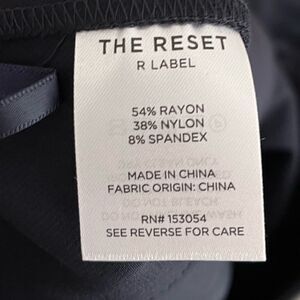 THE RESET
R LABEL
54% RAYON
38% NYLON
8% SPANDEX
MADE IN CHINA
FABRIC ORIGIN: CHINA
RN# 153054
SEE REVERSE FOR CARE